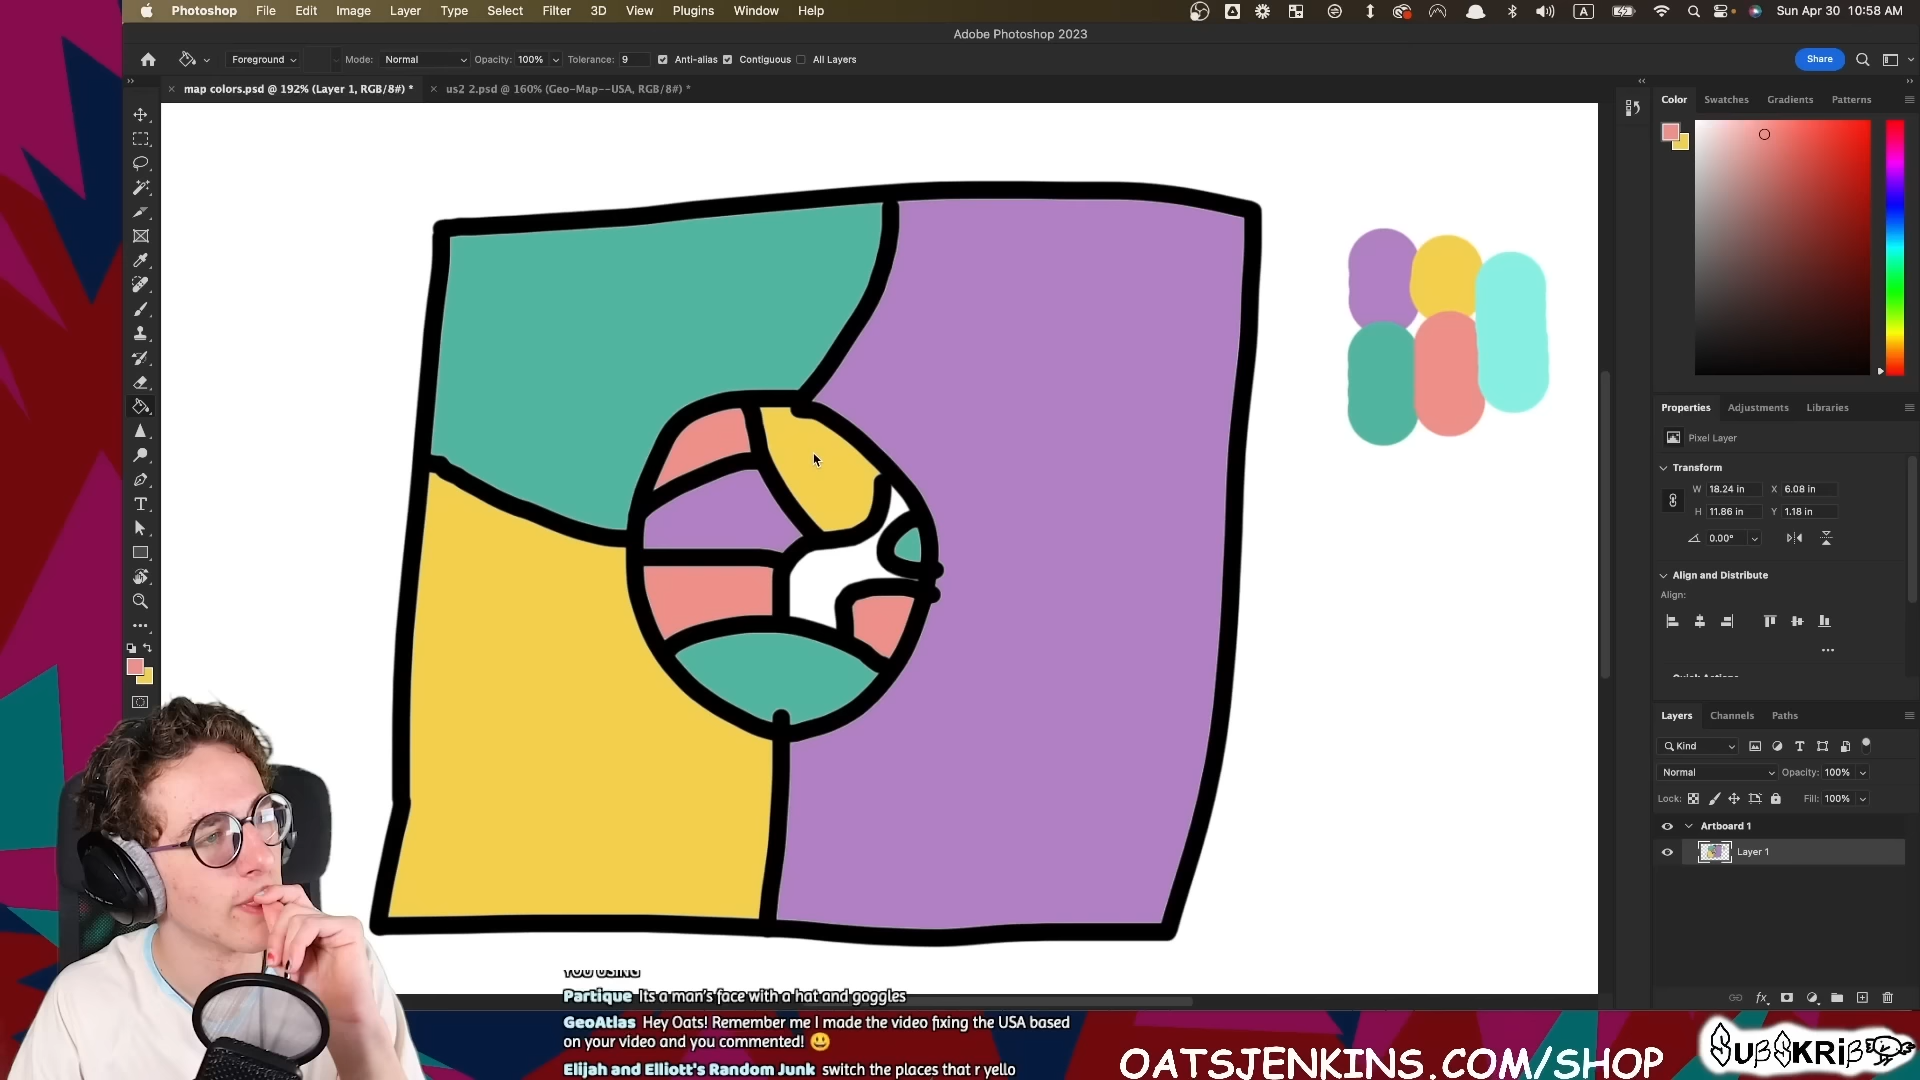 Photoshop File Edit Image Layer Type Select Filter 3D View Plugins Window Help
A Sun Apr 30 10:58 AM
Adobe Photoshop 2023
Foreground Mode: Normal Opacity: 100% Tolerance: 9 Anti-alias Contiguous All Layers Share
map colors.psd @ 192% (Layer 1, RGB/8#) * us2 2.psd @ 160% (Geo-Map--USA, RGB/8#) *
Color Swatches Gradients Patterns
Properties Adjustments Libraries
Pixel Layer
Transform
W 18.24 in X 6.08 in
H 11.86 in Y 1.18 in
0.00°
Align and Distribute
Align:
Quick Actions
Layers Channels Paths
Kind
Normal Opacity: 100%
Lock: Fill: 100%
Artboard 1
Layer 1
fx
YOU USING
Partique Its a man's face with a hat and goggles
GeoAtlas Hey Oats! Remember me I made the video fixing the USA based
on your video and you commented! 😃
Elijah and Elliott's Random Junk switch the places that r yello
OATSJENKINS.COM/SHOP
SUBSKRIB